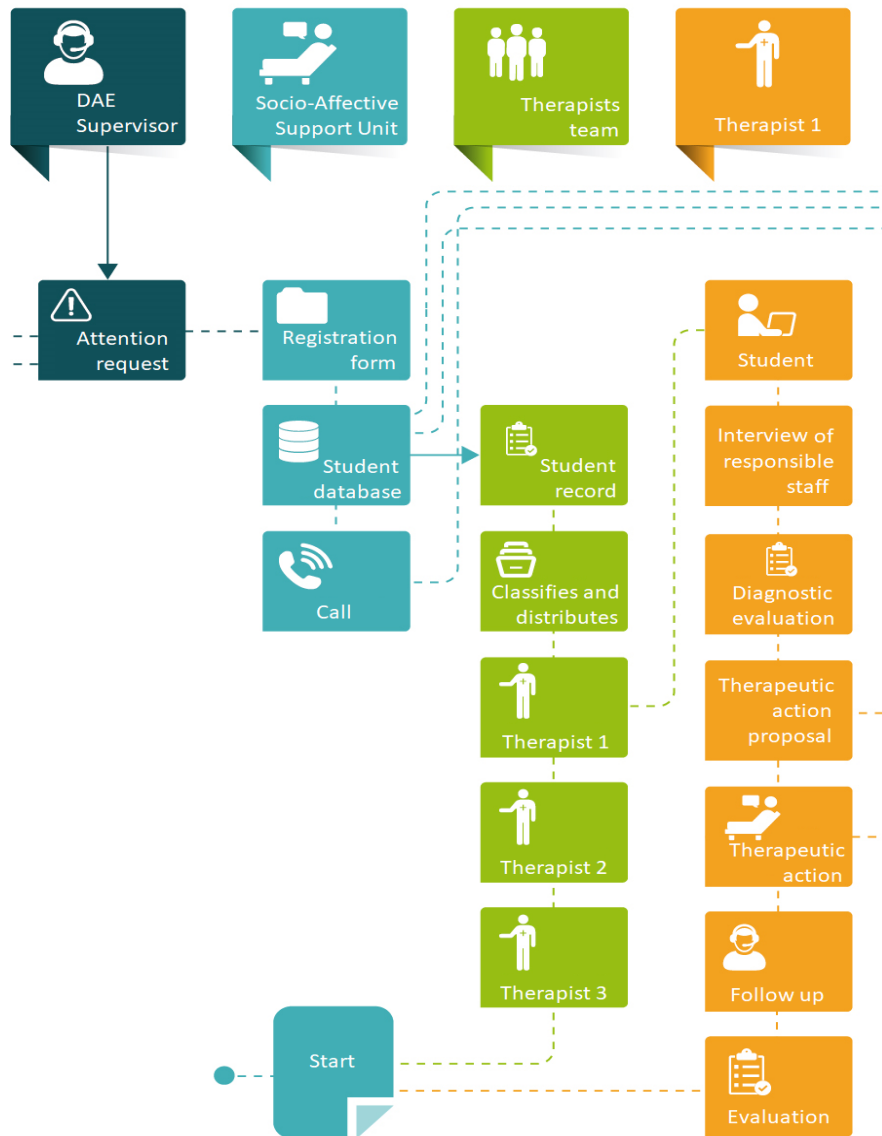 DAE
Supervisor
Socio-Affective
Support Unit
Therapists
team
Therapist 1
Attention
request
Registration
form
Student
database
Call
Student
record
Classifies and
distributes
Therapist 1
Therapist 2
Therapist 3
Student
Interview of
responsible
staff
Diagnostic
evaluation
Therapeutic
action
proposal
Therapeutic
action
Follow up
Evaluation
Start